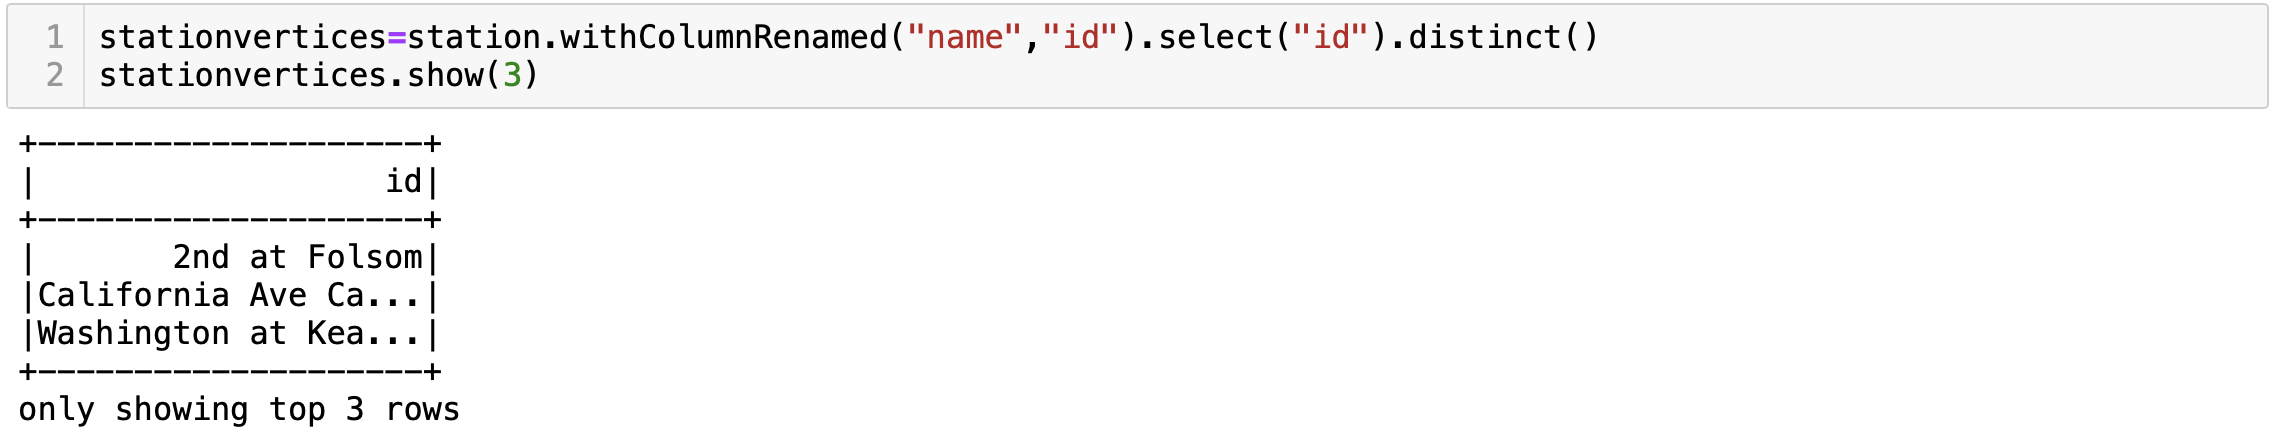 1 stationvertices=station.withColumnRenamed("name","id").select("id").distinct()
2 stationvertices.show(3)
+--------------------+
|                  id|
+--------------------+
|       2nd at Folsom|
|California Ave Ca...|
|Washington at Kea...|
+--------------------+
only showing top 3 rows